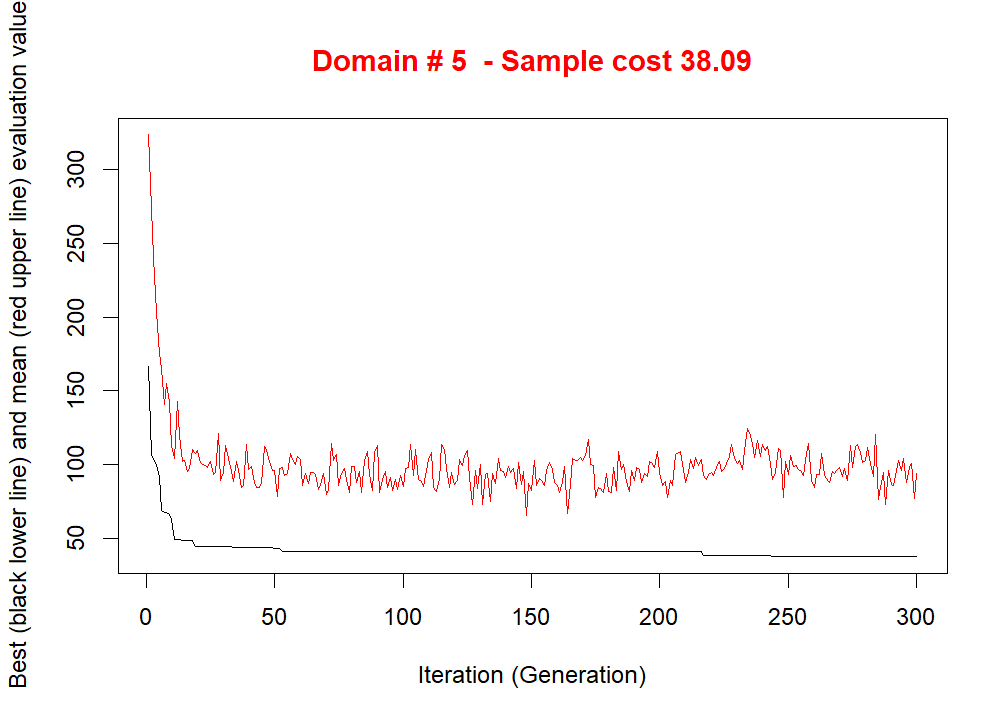 Domain # 5  - Sample cost 38.09
Best (black lower line) and mean (red upper line) evaluation value
300
250
200
150
100
50
0 50 100 150 200 250 300
Iteration (Generation)